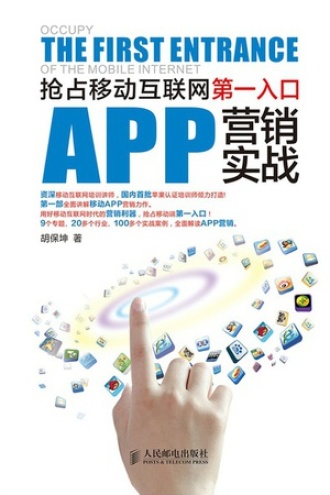 OCCUPY
THE FIRST ENTRANCE
OF THE MOBILE INTERNET
抢占移动互联网第一入口
APP营销
实战
资深移动互联网培训讲师，国内首批苹果认证培训师倾力打造！
第一部全面讲解移动APP营销力作。
用好移动互联网时代的营销利器，抢占移动端第一入口！
9个专题，20多个行业，100多个实战案例，全面解读APP营销。
胡保坤 著
人民邮电出版社
POSTS & TELECOM PRESS